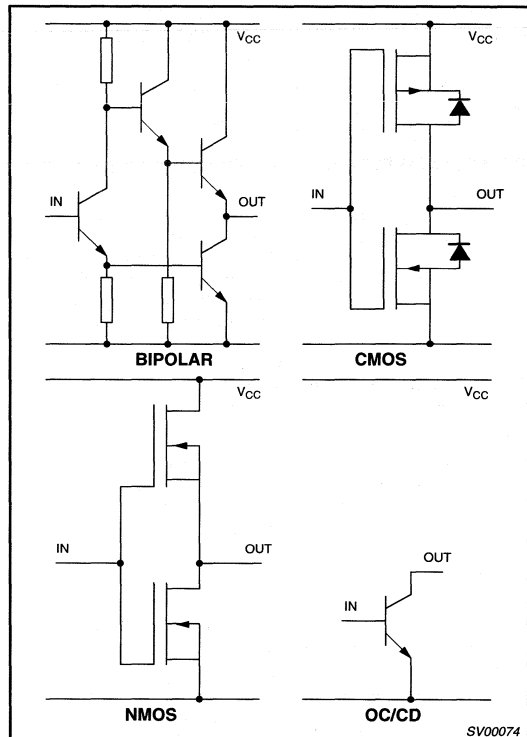 VCC
IN
OUT
BIPOLAR
VCC
IN
OUT
CMOS
VCC
IN
OUT
NMOS
VCC
OUT
IN
OC/CD
SV00074